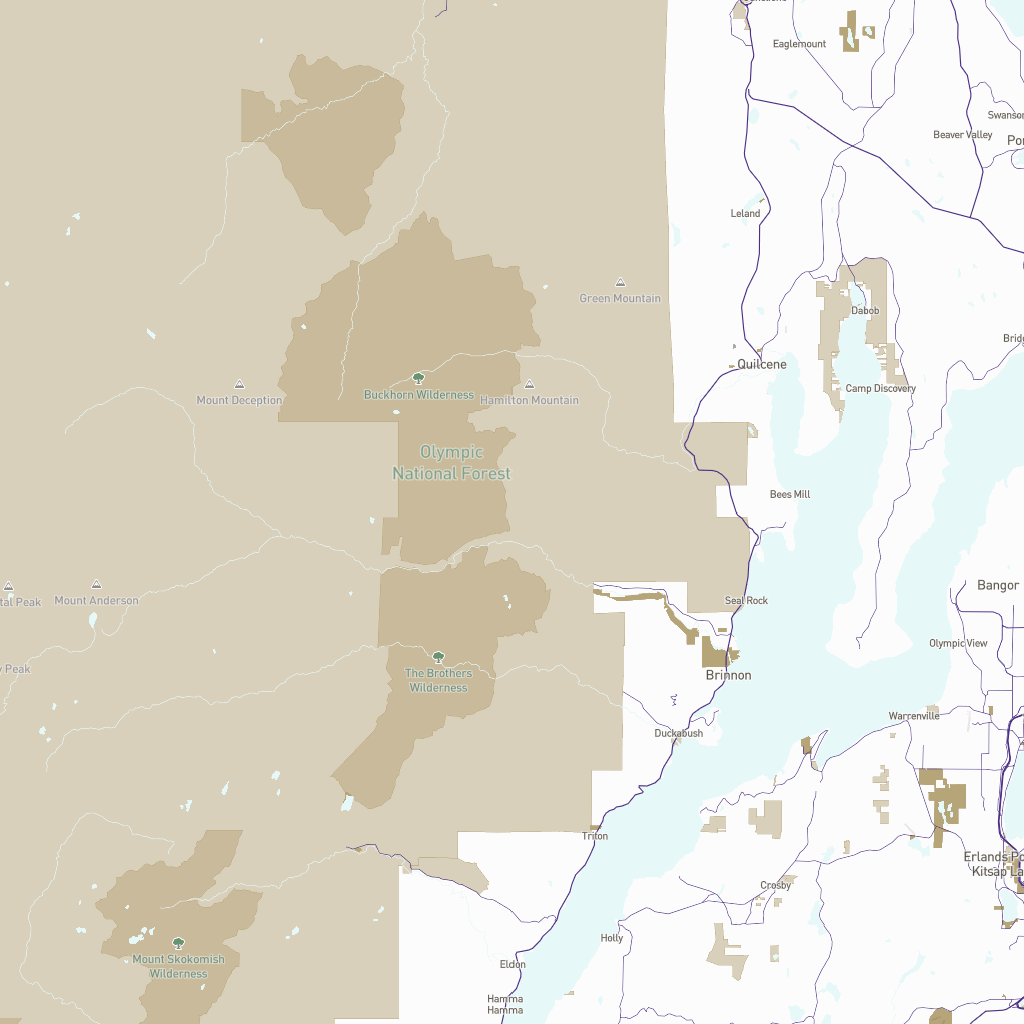 Eaglemount
Swanson
Beaver Valley
Por
Leland
Green Mountain
Dabob
Bridg
Quilcene
Camp Discovery
Mount Deception
Buckhorn Wilderness
Hamilton Mountain
Olympic
National Forest
Bees Mill
Bangor
tal Peak
Mount Anderson
Seal Rock
Olympic View
y Peak
The Brothers
Wilderness
Brinnon
Warrenville
Duckabush
Triton
Erlands Po
Kitsap La
Crosby
Holly
Mount Skokomish
Wilderness
Eldon
Hamma
Hamma